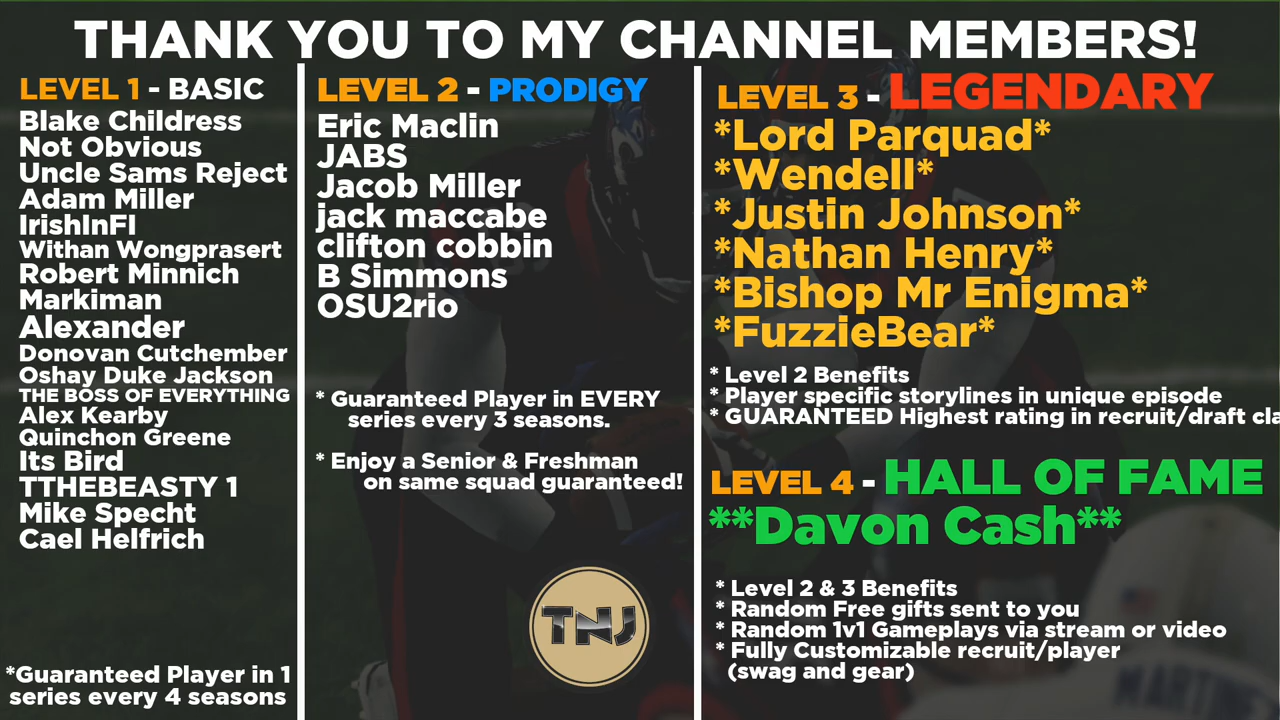 THANK YOU TO MY CHANNEL MEMBERS!
LEVEL 1 - BASIC
Blake Childress
Not Obvious
Uncle Sams Reject
Adam Miller
IrishInFl
Withan Wongprasert
Robert Minnich
Markiman
Alexander
Donovan Cutchember
Oshay Duke Jackson
THE BOSS OF EVERYTHING
Alex Kearby
Quinchon Greene
Its Bird
TTHEBEASTY 1
Mike Specht
Cael Helfrich
*Guaranteed Player in 1
series every 4 seasons
LEVEL 2 - PRODIGY
Eric Maclin
JABS
Jacob Miller
jack maccabe
clifton cobbin
B Simmons
OSU2rio
* Guaranteed Player in EVERY
series every 3 seasons.
* Enjoy a Senior & Freshman
on same squad guaranteed!
TNJ
LEVEL 3 - LEGENDARY
*Lord Parquad*
*Wendell*
*Justin Johnson*
*Nathan Henry*
*Bishop Mr Enigma*
*FuzzieBear*
* Level 2 Benefits
* Player specific storylines in unique episode
* GUARANTEED Highest rating in recruit/draft cla
LEVEL 4 - HALL OF FAME
**Davon Cash**
* Level 2 & 3 Benefits
* Random Free gifts sent to you
* Random 1v1 Gameplays via stream or video
* Fully Customizable recruit/player
(swag and gear)